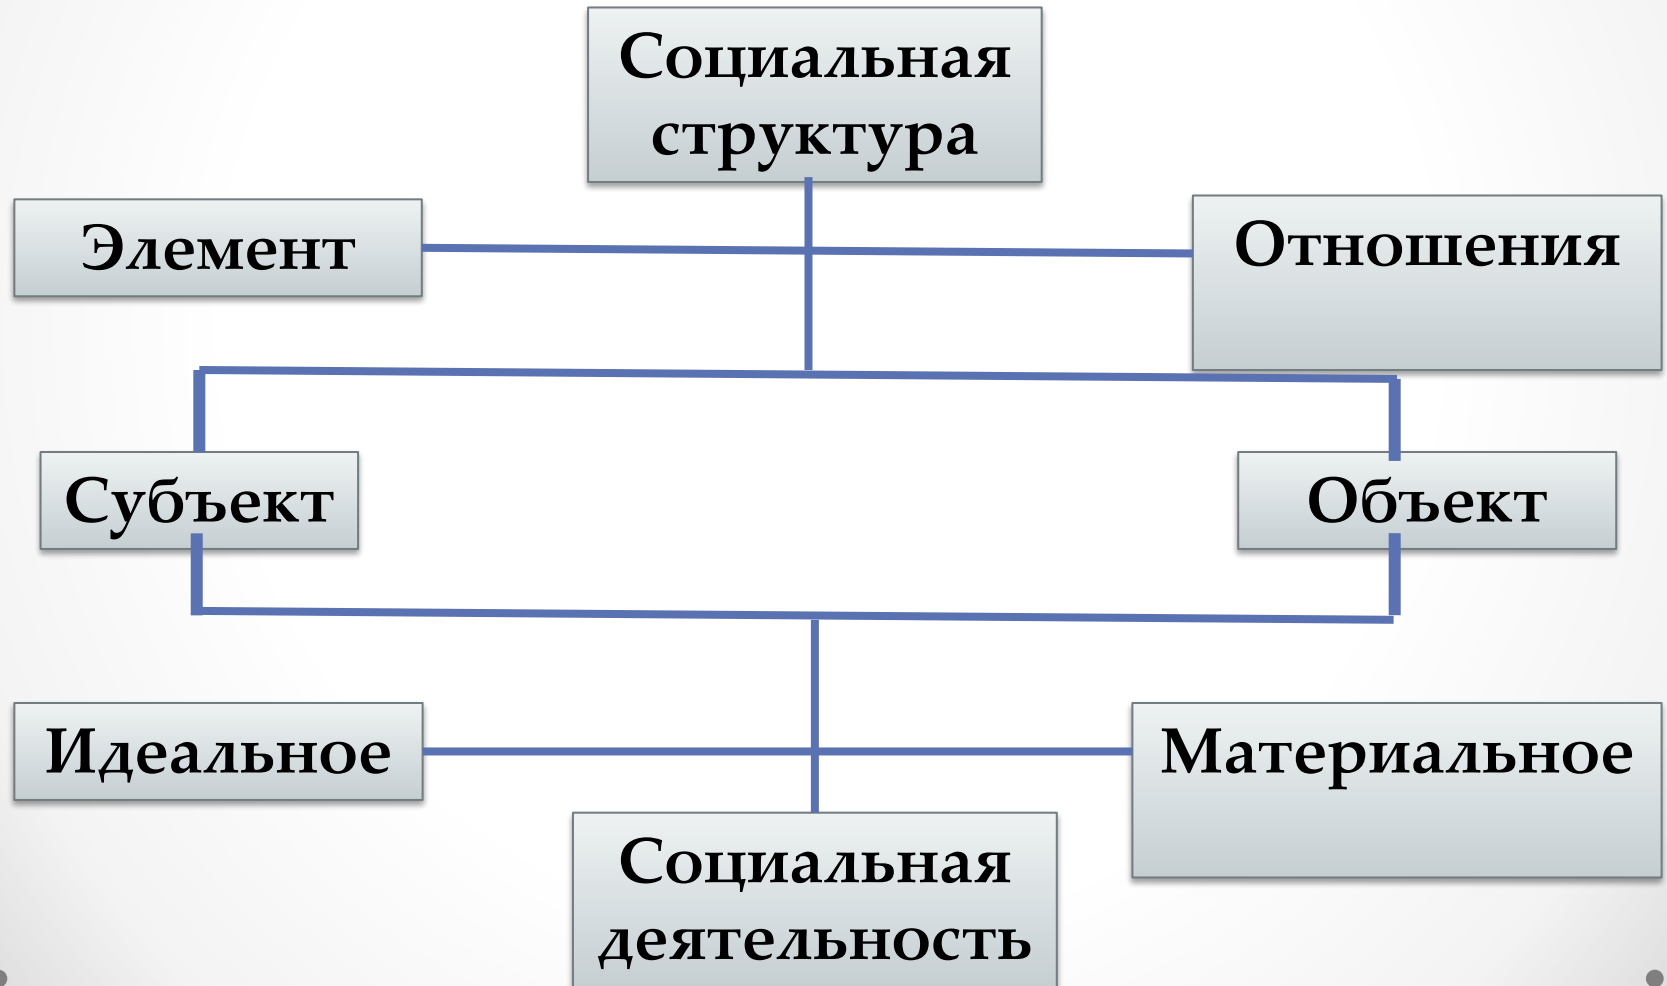 Социальная
структура
Элемент
Отношения
Субъект
Объект
Идеальное
Материальное
Социальная
деятельность